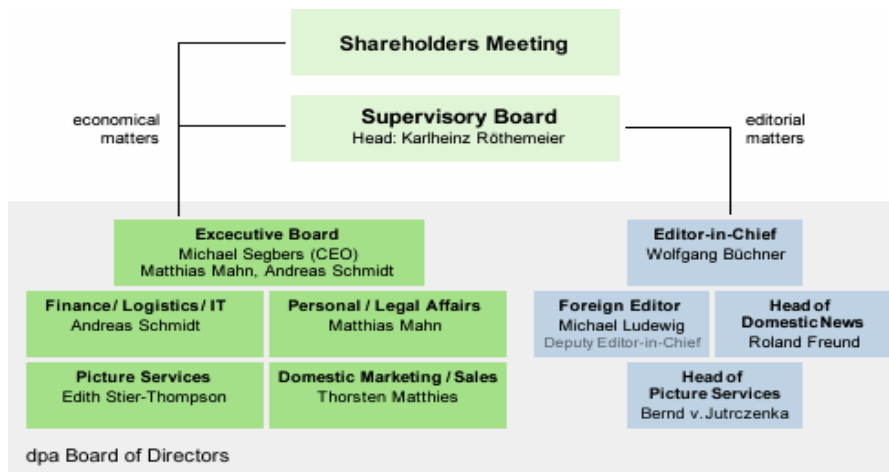 Shareholders Meeting
economical
matters
Supervisory Board
Head: Karlheinz Röthemeier
editorial
matters
Excecutive Board
Michael Segbers (CEO)
Matthias Mahn, Andreas Schmidt
Editor-in-Chief
Wolfgang Büchner
Finance/ Logistics/ IT
Andreas Schmidt
Personal / Legal Affairs
Matthias Mahn
Foreign Editor
Michael Ludewig
Deputy Editor-in-Chief
Head of
Domestic News
Roland Freund
Picture Services
Edith Stier-Thompson
Domestic Marketing / Sales
Thorsten Matthies
Head of
Picture Services
Bernd v. Jutrczenka
dpa Board of Directors